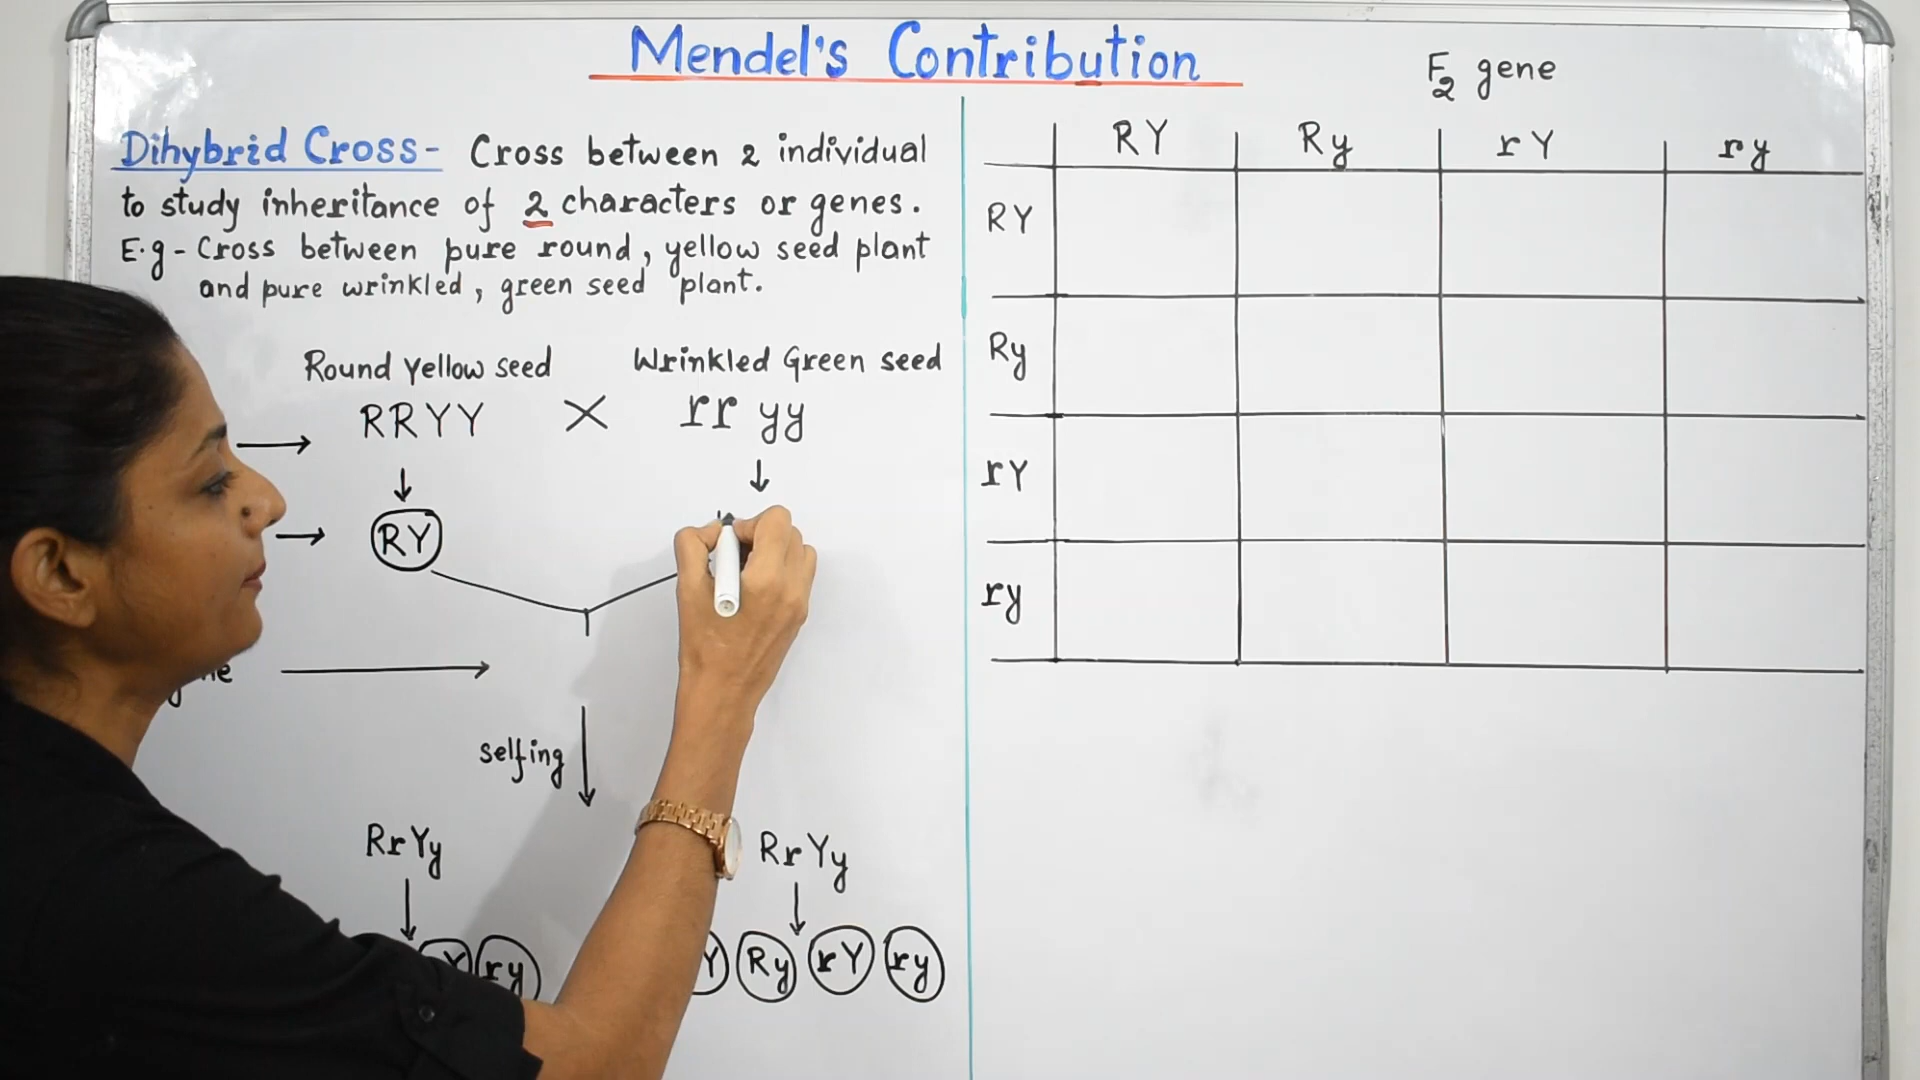 Mendel's Contribution
Dihybrid Cross- Cross between 2 individual
to study inheritance of 2 characters or genes.
E.g - Cross between pure round, yellow seed plant
and pure wrinkled, green seed plant.
Round Yellow seed
Wrinkled Green seed
RRYY X rr yy
RY
selfing
RrYy RrYy
ry Ry rY ry
F2 gene
RY Ry rY ry
RY
Ry
rY
ry